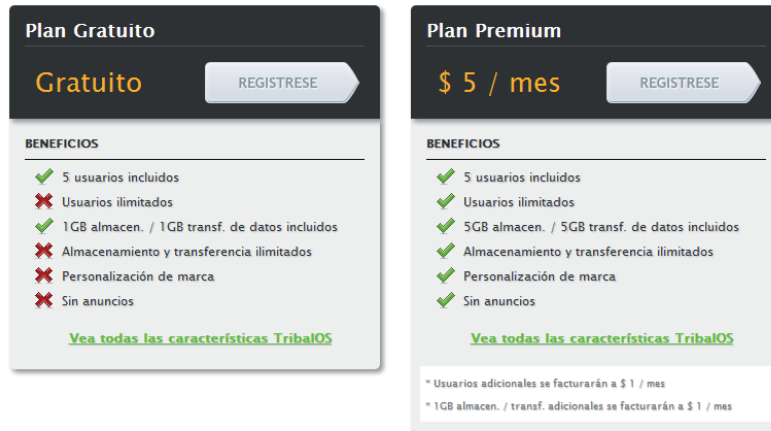 Plan Gratuito
Gratuito
REGISTRESE
BENEFICIOS
5 usuarios incluidos
Usuarios ilimitados
1GB almacen. / 1GB transf. de datos incluidos
Almacenamiento y transferencia ilimitados
Personalización de marca
Sin anuncios
Vea todas las características TribalOS
Plan Premium
$ 5 / mes
REGISTRESE
BENEFICIOS
5 usuarios incluidos
Usuarios ilimitados
5GB almacen. / 5GB transf. de datos incluidos
Almacenamiento y transferencia ilimitados
Personalización de marca
Sin anuncios
Vea todas las características TribalOS
* Usuarios adicionales se facturarán a $ 1 / mes
* 1GB almacen. / transf. adicionales se facturarán a $ 1 / mes